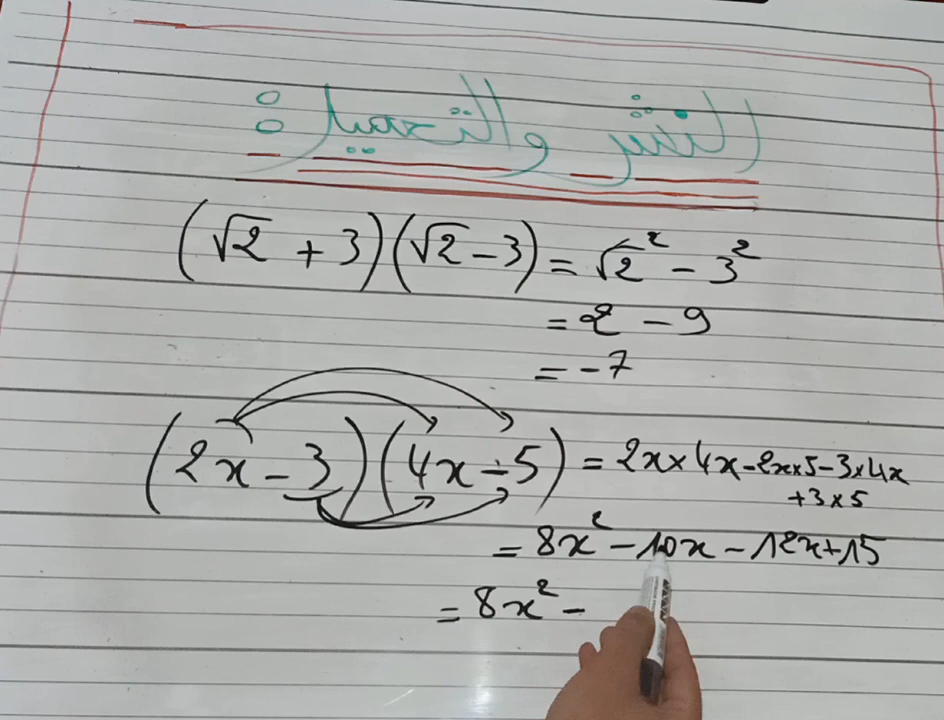 النشر والتعميل:
(√2 + 3)(√2 - 3) = √2² - 3²
= 2 - 9
= -7
(2x - 3)(4x - 5) = 2x×4x-2x×5-3×4x
+3×5
= 8x² - 10x - 12x+15
= 8x² -